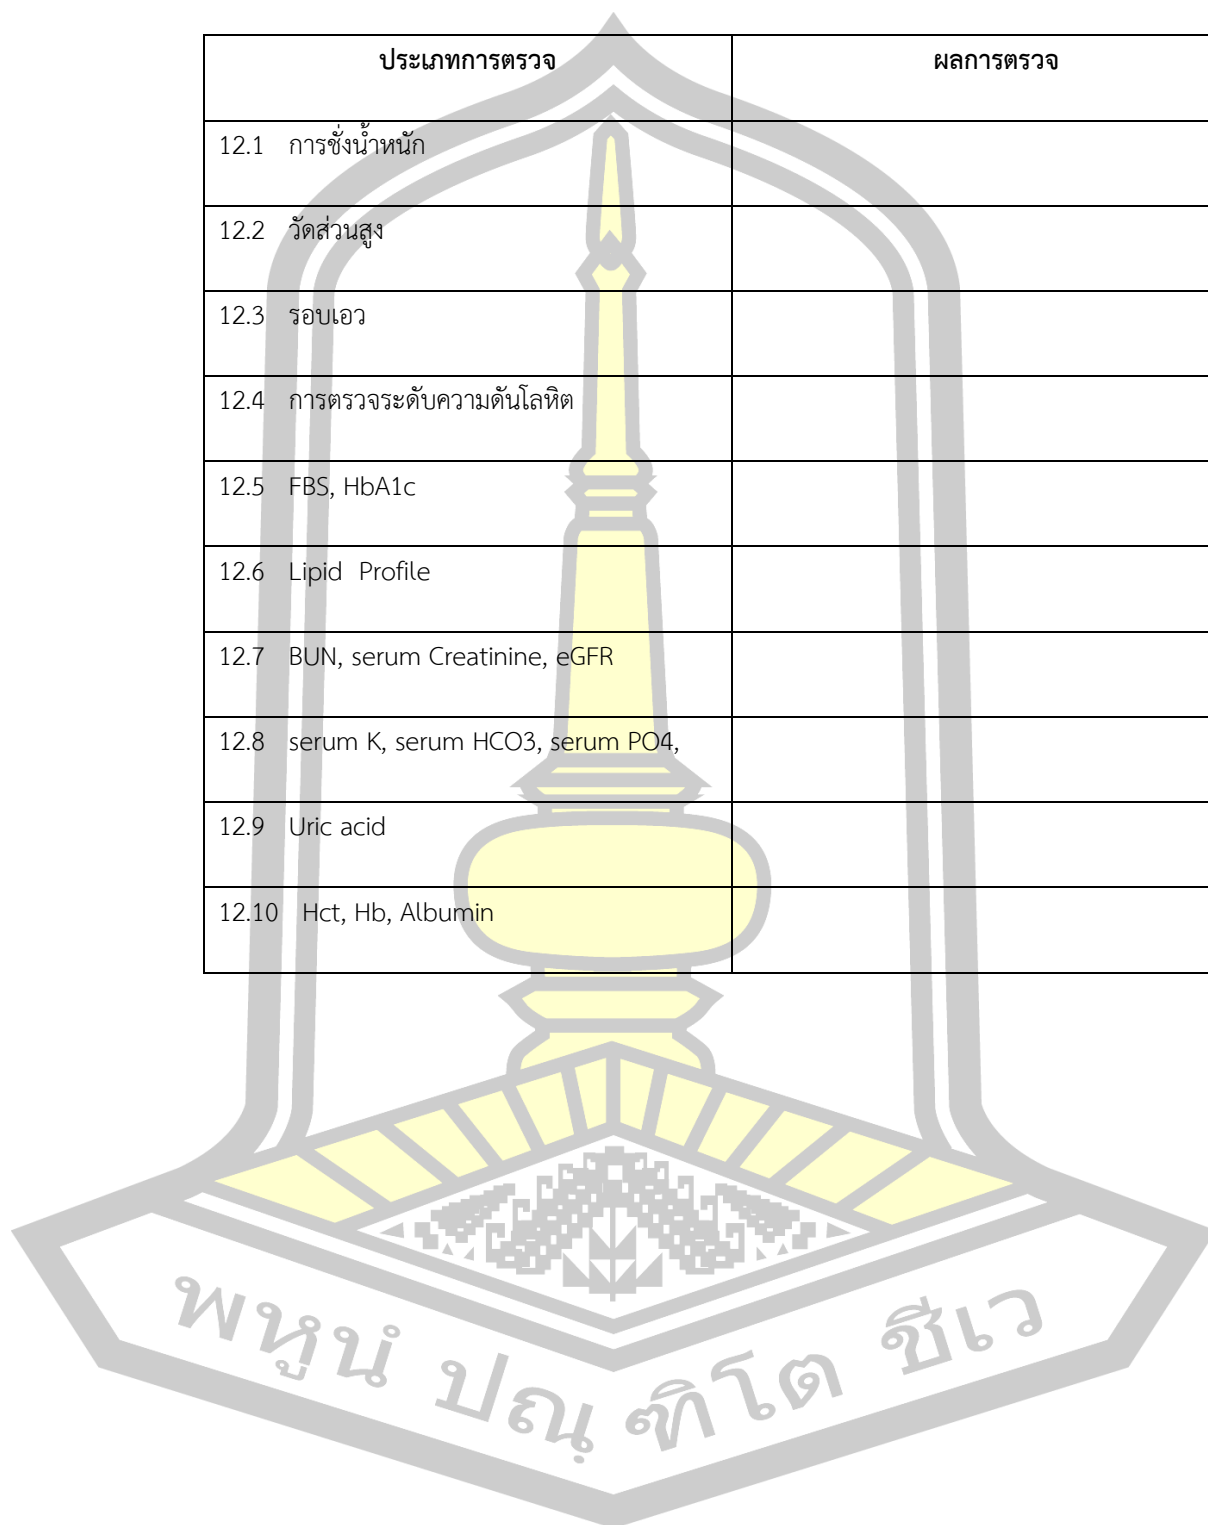 ประเภทการตรวจ ผลการตรวจ
12.1 การชั่งน้ำหนัก
12.2 วัดส่วนสูง
12.3 รอบเอว
12.4 การตรวจระดับความดันโลหิต
12.5 FBS, HbA1c
12.6 Lipid Profile
12.7 BUN, serum Creatinine, eGFR
12.8 serum K, serum HCO3, serum PO4,
12.9 Uric acid
12.10 Hct, Hb, Albumin
พหูนํ ปณฺฑิโต ชีเว